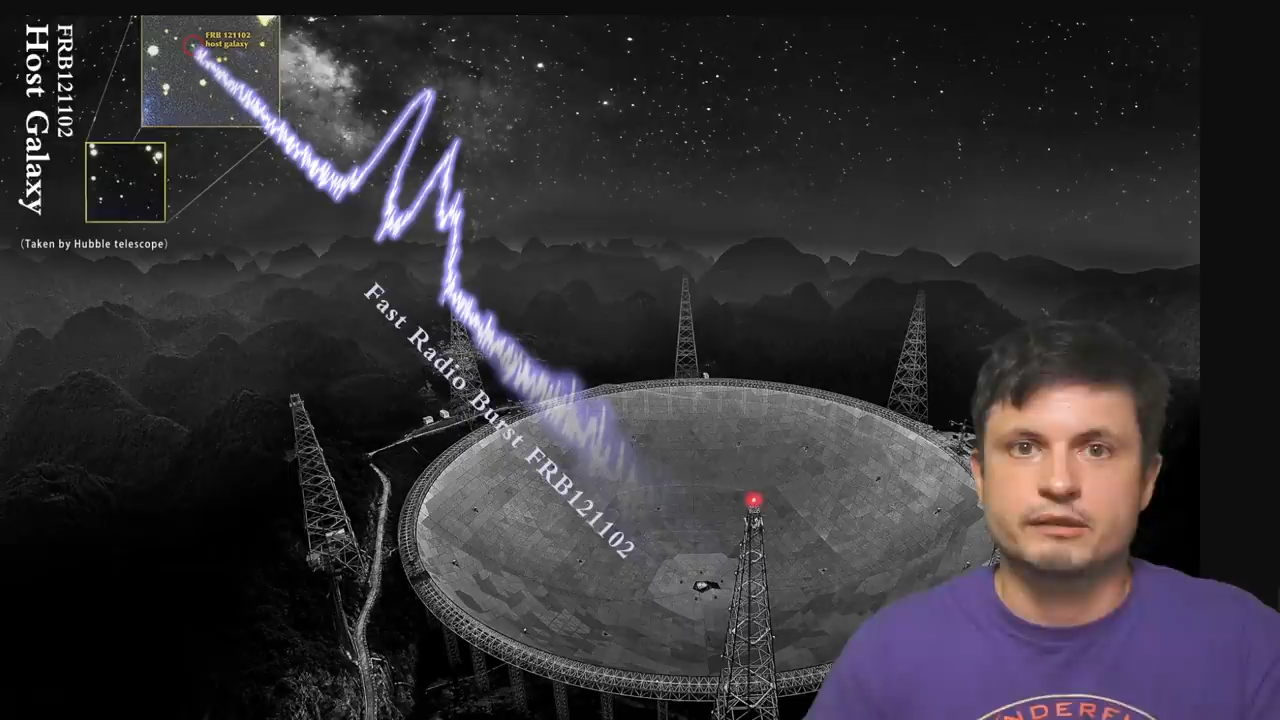 FRB121102
Host Galaxy
FRB 121102
host galaxy
(Taken by Hubble telescope)
Fast Radio Burst FRB121102